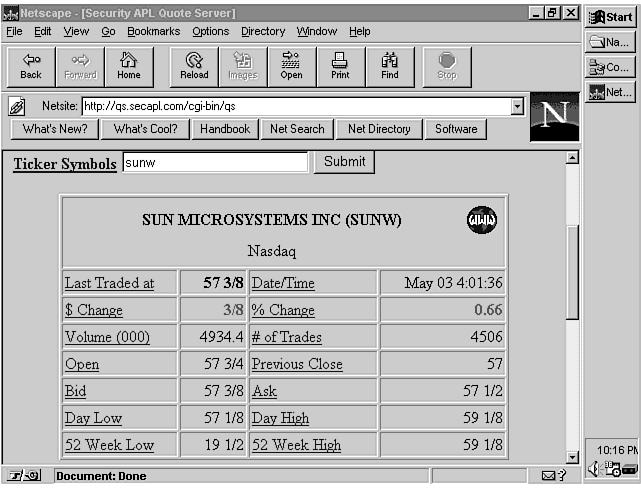 Netscape - [Security APL Quote Server]
File Edit View Go Bookmarks Options Directory Window Help
Back Forward Home Reload Images Open Print Find Stop
Netsite: http://qs.secapl.com/cgi-bin/qs
N
What's New? What's Cool? Handbook Net Search Net Directory Software
Ticker Symbols sunw Submit
SUN MICROSYSTEMS INC (SUNW)
Nasdaq
Last Traded at 57 3/8 Date/Time May 03 4:01:36
$ Change 3/8 % Change 0.66
Volume (000) 4934.4 # of Trades 4506
Open 57 3/4 Previous Close 57
Bid 57 3/8 Ask 57 1/2
Day Low 57 1/8 Day High 59 1/8
52 Week Low 19 1/2 52 Week High 59 1/8
Document: Done
Start
Na...
Co...
Net...
10:16 PM